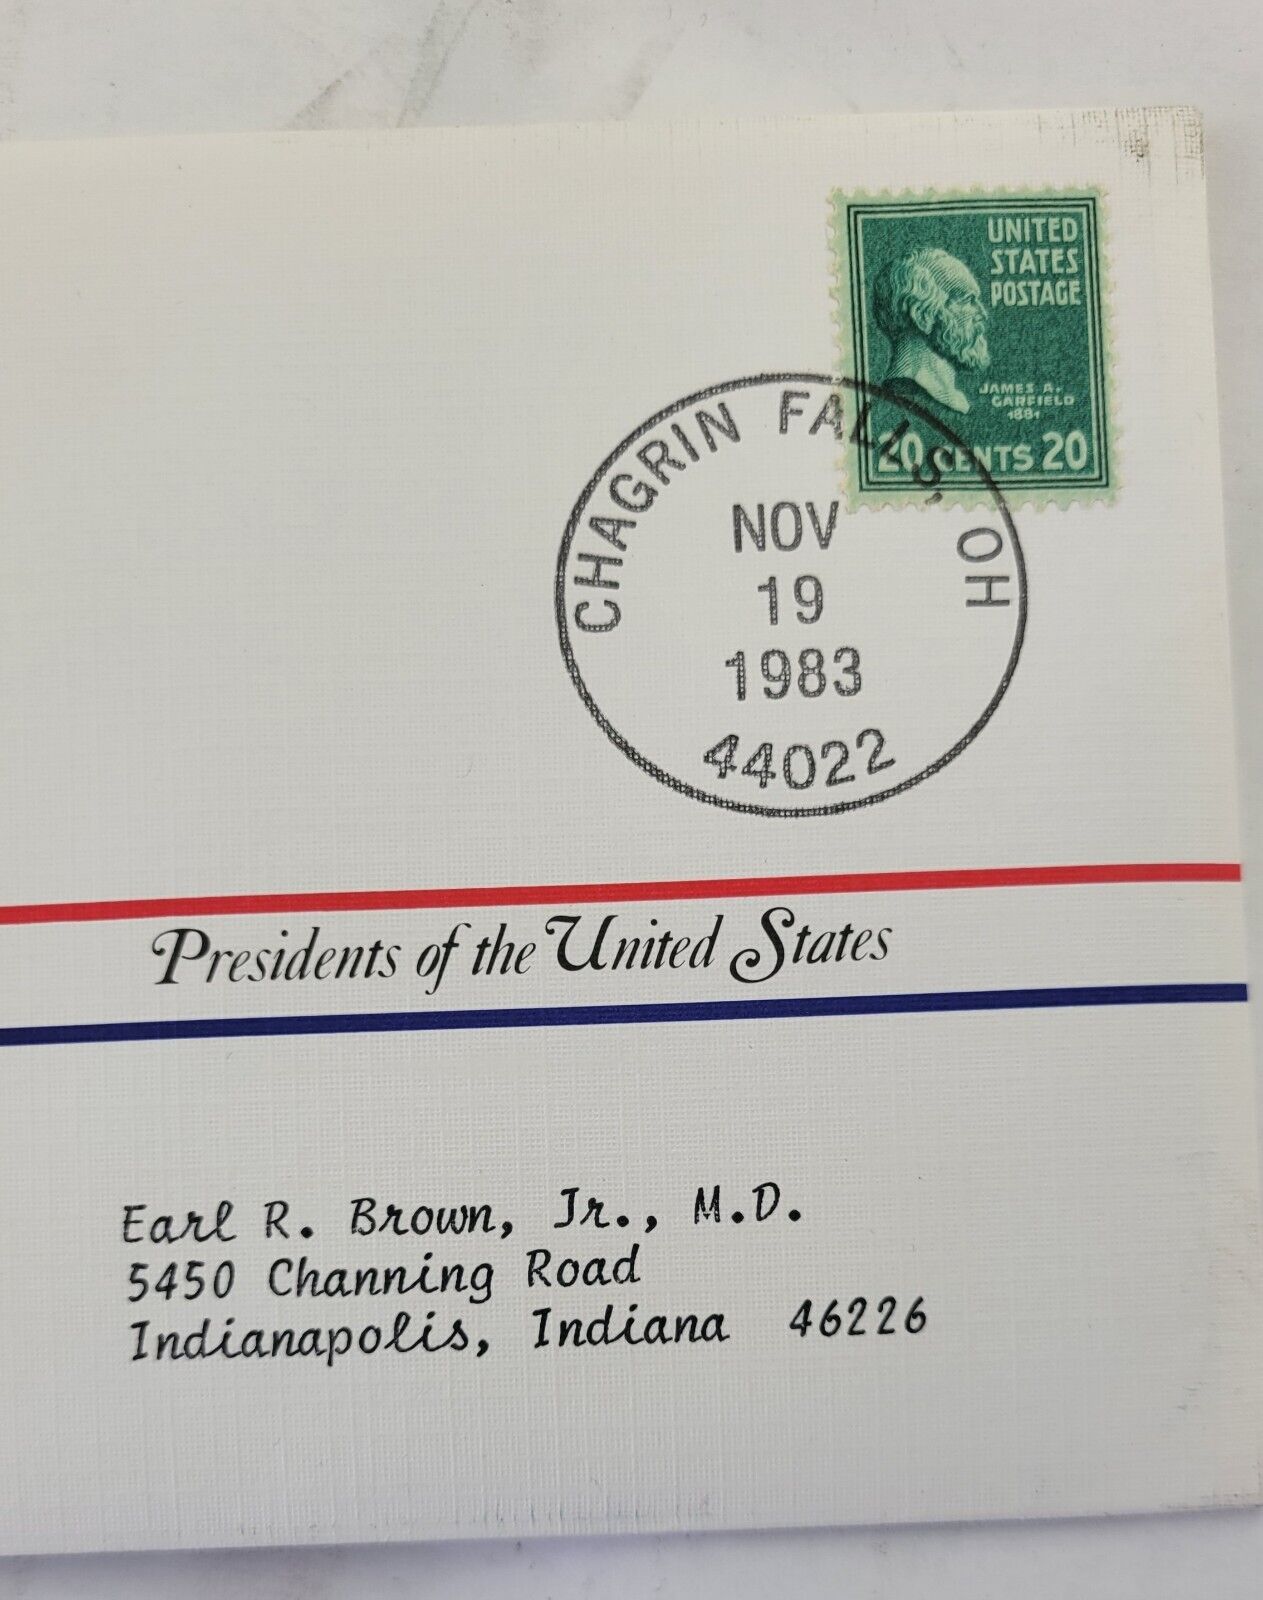 UNITED
STATES
POSTAGE
JAMES A.
GARFIELD
1881
20 CENTS 20
CHAGRIN FALLS, OH
NOV
19
1983
44022
Presidents of the United States
Earl R. Brown, Jr., M.D.
5450 Channing Road
Indianapolis, Indiana 46226